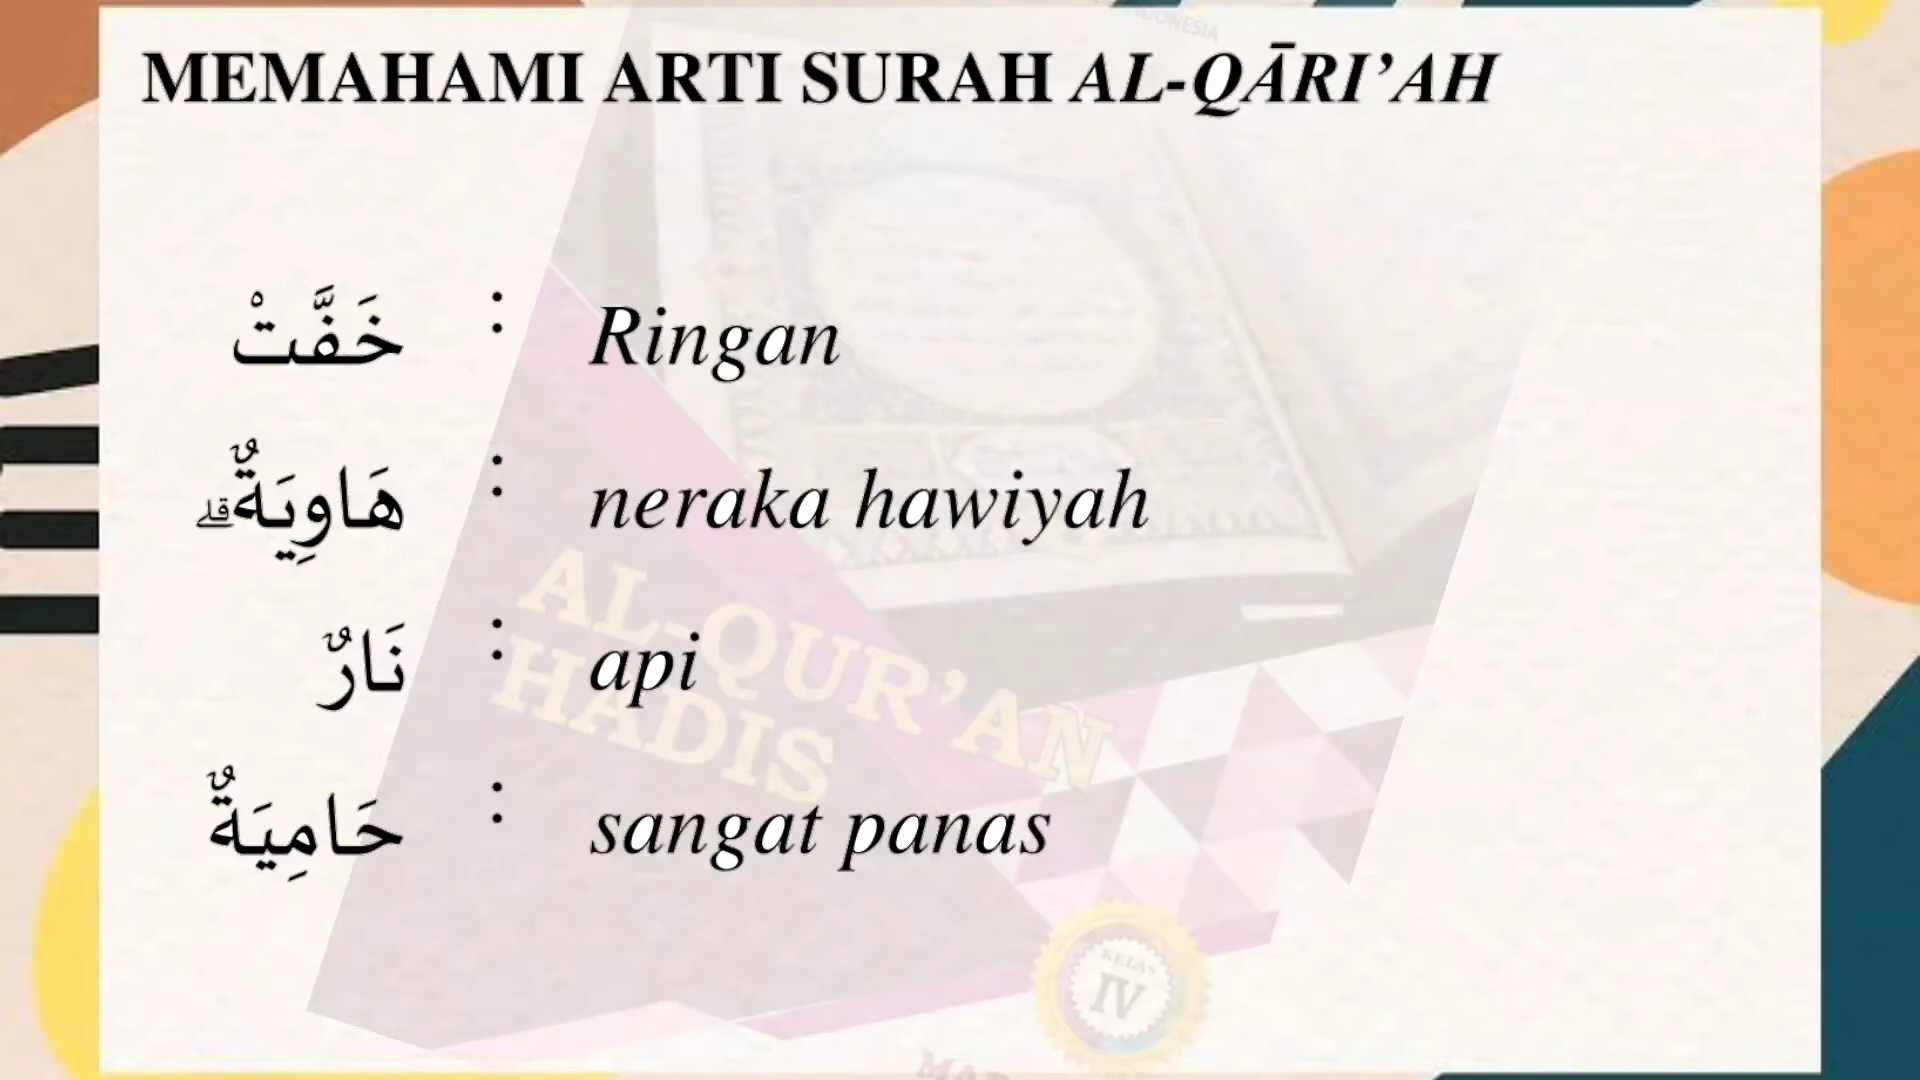 INDONESIA
MEMAHAMI ARTI SURAH AL-QĀRI’AH
خَفَّتْ : Ringan
هَاوِيَةٌ ۗ : neraka hawiyah
نَارٌ : api
حَامِيَةٌ : sangat panas
AL-QUR’AN
HADIS
KELAS
IV